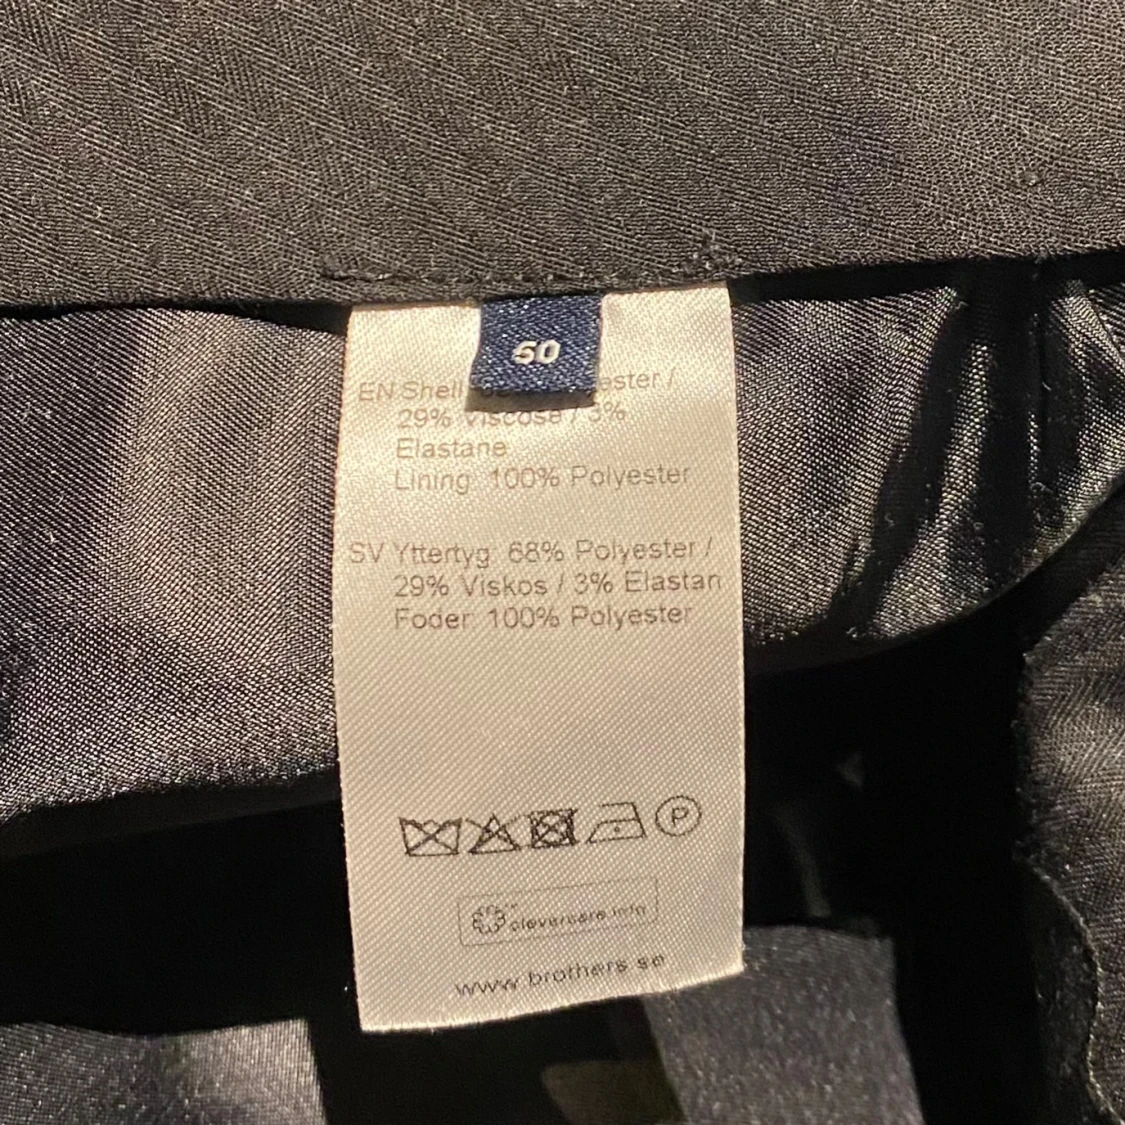 50
EN Shell ester /
29% Viscose / 3%
Elastane
Lining: 100% Polyester
SV Yttertyg: 68% Polyester /
29% Viskos / 3% Elastan
Foder: 100% Polyester
P
clevercare.info
www.brothers.se